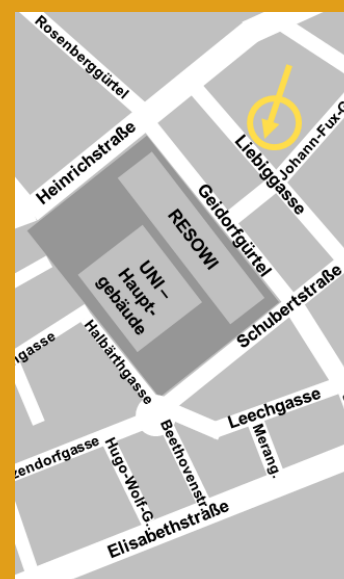 Rosenberggürtel
Heinrichstraße
Liebiggasse
Johann-Fux-G
Geidorfgürtel
RESOWI
UNI –
Haupt-
gebäude
Schubertstraße
Halbärthgasse
gasse
Leechgasse
Merang.
Beethovenstr.
zendorfgasse
Hugo-Wolf-G...
Elisabethstraße